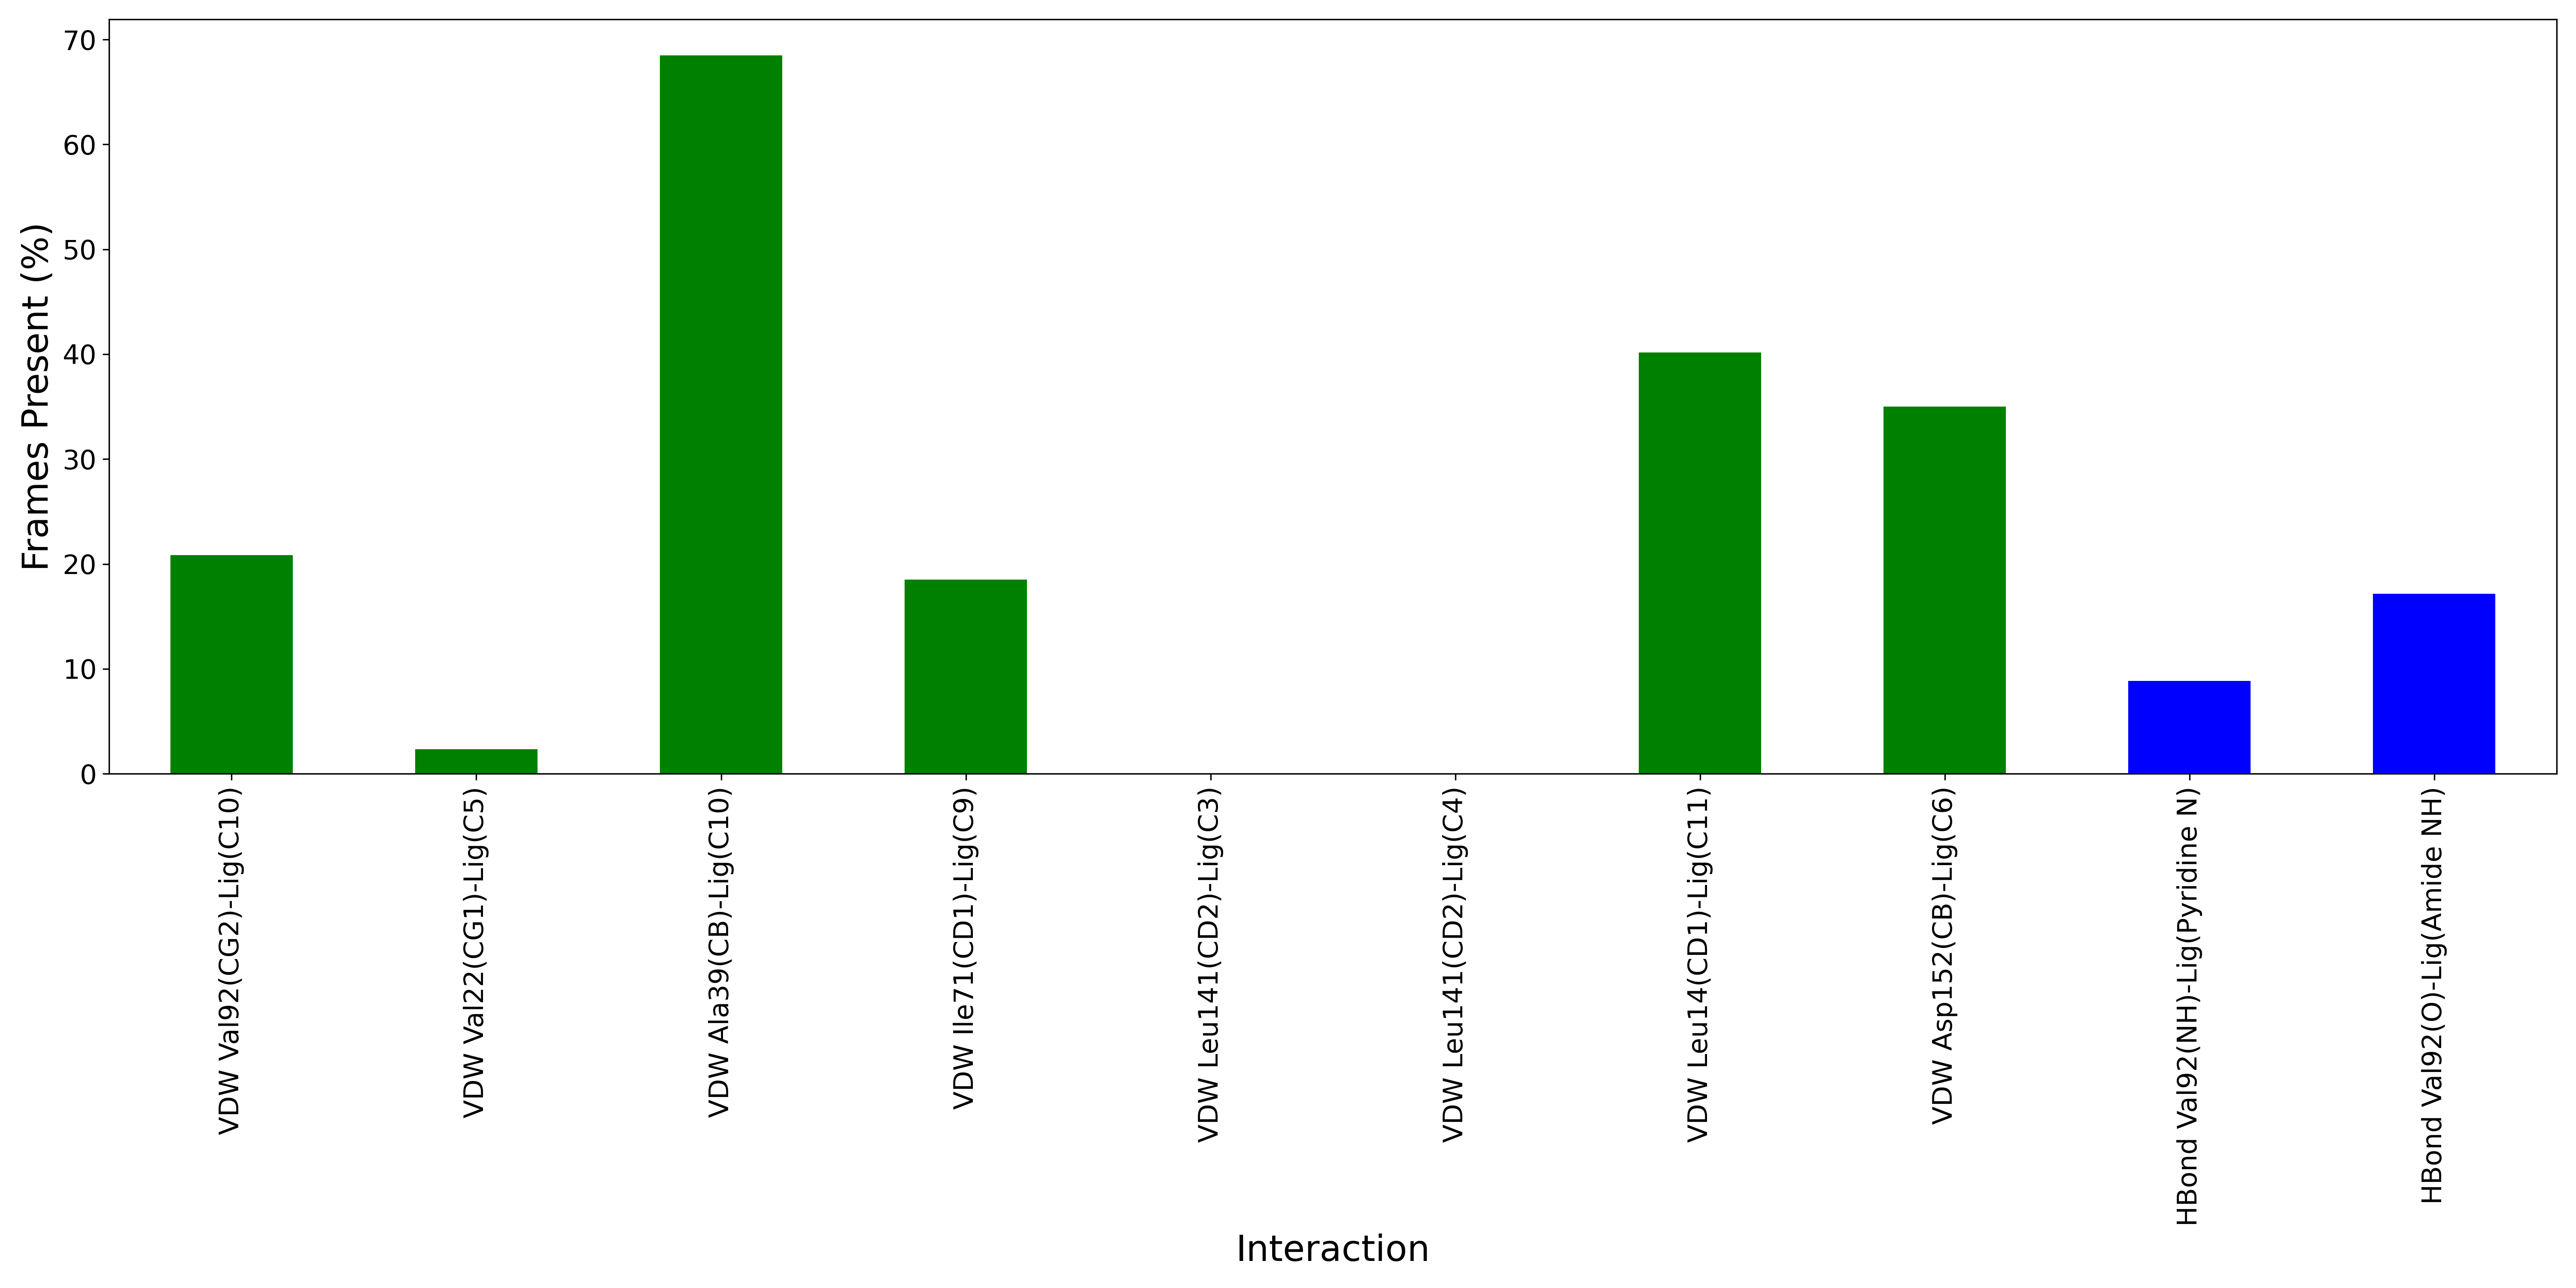 Frames Present (%)
70
60
50
40
30
20
10
0
VDW Val92(CG2)-Lig(C10)
VDW Val22(CG1)-Lig(C5)
VDW Ala39(CB)-Lig(C10)
VDW Ile71(CD1)-Lig(C9)
VDW Leu141(CD2)-Lig(C3)
VDW Leu141(CD2)-Lig(C4)
VDW Leu14(CD1)-Lig(C11)
VDW Asp152(CB)-Lig(C6)
HBond Val92(NH)-Lig(Pyridine N)
HBond Val92(O)-Lig(Amide NH)
Interaction